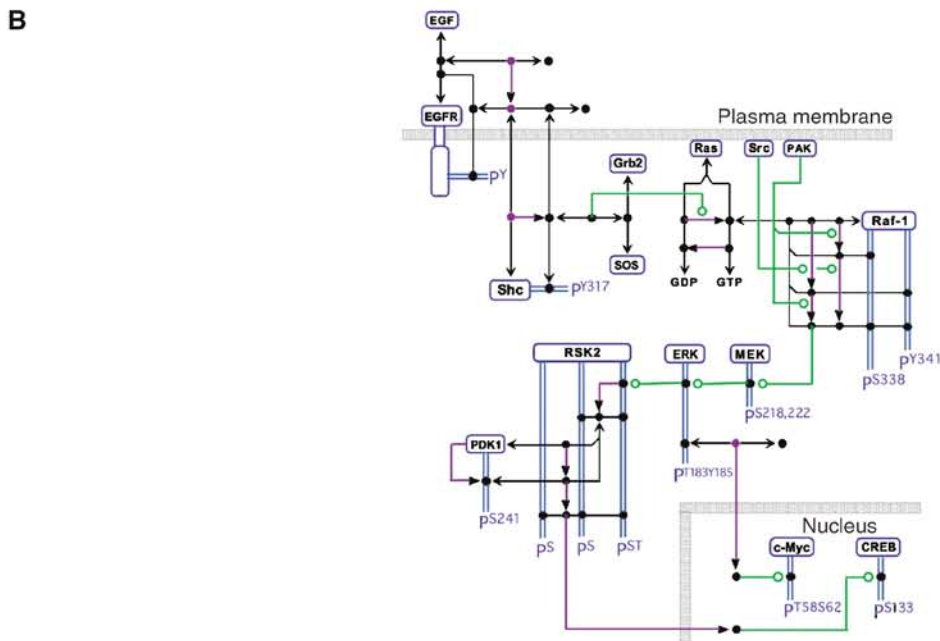 B
EGF
EGFR
Plasma membrane
Ras
Src
PAK
Grb2
pY
Raf-1
SOS
GDP
GTP
Shc
pY317
RSK2
ERK
MEK
pY341
pS338
pS218,222
PDK1
pT183Y185
pS241
Nucleus
pS
pS
pST
c-Myc
CREB
pT58S62
pS133